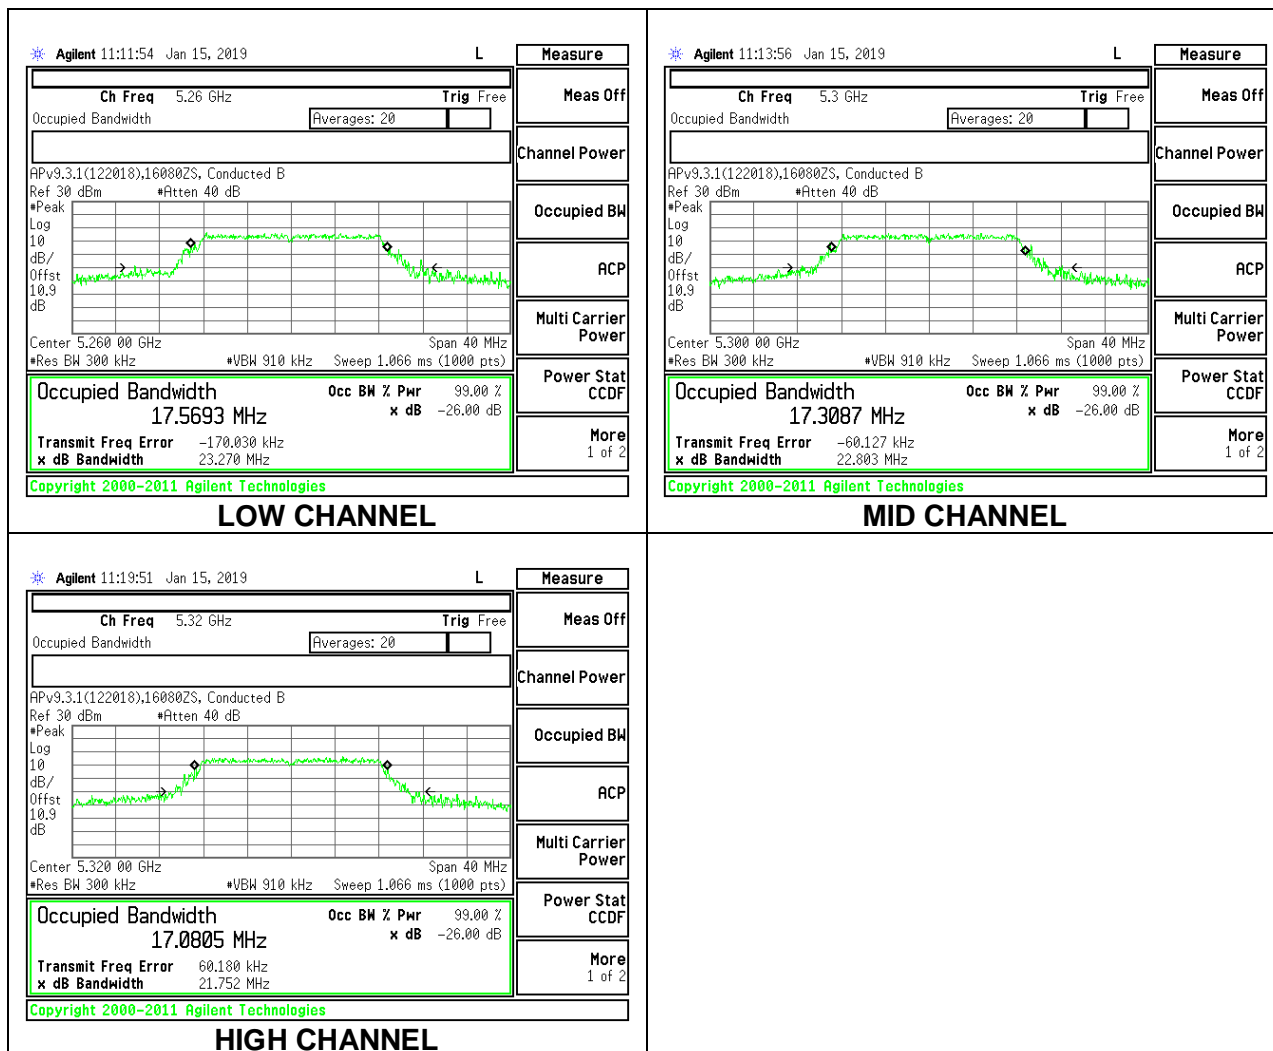 Agilent 11:11:54 Jan 15, 2019 L Measure
Ch Freq 5.26 GHz Trig Free Meas Off
Occupied Bandwidth Averages: 20
Channel Power
APv9.3.1(122018),16080ZS, Conducted B
Ref 30 dBm #Atten 40 dB
#Peak Occupied BW
Log
10
dB/ ACP
Offst
10.9
dB
Multi Carrier Power
Center 5.260 00 GHz Span 40 MHz
#Res BW 300 kHz #VBW 910 kHz Sweep 1.066 ms (1000 pts)
Power Stat CCDF
Occupied Bandwidth Occ BW % Pwr 99.00 %
17.5693 MHz x dB -26.00 dB
Transmit Freq Error -170.030 kHz More
x dB Bandwidth 23.270 MHz 1 of 2
Copyright 2000-2011 Agilent Technologies
LOW CHANNEL
Agilent 11:13:56 Jan 15, 2019 L Measure
Ch Freq 5.3 GHz Trig Free Meas Off
Occupied Bandwidth Averages: 20
Channel Power
APv9.3.1(122018),16080ZS, Conducted B
Ref 30 dBm #Atten 40 dB
#Peak Occupied BW
Log
10
dB/ ACP
Offst
10.9
dB
Multi Carrier Power
Center 5.300 00 GHz Span 40 MHz
#Res BW 300 kHz #VBW 910 kHz Sweep 1.066 ms (1000 pts)
Power Stat CCDF
Occupied Bandwidth Occ BW % Pwr 99.00 %
17.3087 MHz x dB -26.00 dB
Transmit Freq Error -60.127 kHz More
x dB Bandwidth 22.803 MHz 1 of 2
Copyright 2000-2011 Agilent Technologies
MID CHANNEL
Agilent 11:19:51 Jan 15, 2019 L Measure
Ch Freq 5.32 GHz Trig Free Meas Off
Occupied Bandwidth Averages: 20
Channel Power
APv9.3.1(122018),16080ZS, Conducted B
Ref 30 dBm #Atten 40 dB
#Peak Occupied BW
Log
10
dB/ ACP
Offst
10.9
dB
Multi Carrier Power
Center 5.320 00 GHz Span 40 MHz
#Res BW 300 kHz #VBW 910 kHz Sweep 1.066 ms (1000 pts)
Power Stat CCDF
Occupied Bandwidth Occ BW % Pwr 99.00 %
17.0805 MHz x dB -26.00 dB
Transmit Freq Error 60.180 kHz More
x dB Bandwidth 21.752 MHz 1 of 2
Copyright 2000-2011 Agilent Technologies
HIGH CHANNEL